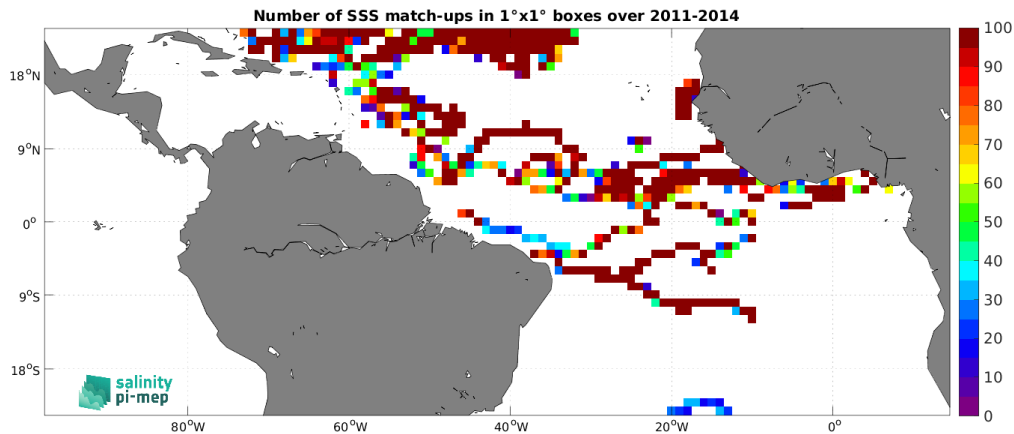 Number of SSS match-ups in 1°x1° boxes over 2011-2014
100
90
80
70
60
50
40
30
20
10
0
18°N
9°N
0°
9°S
18°S
80°W
60°W
40°W
20°W
0°
salinity
pi-mep